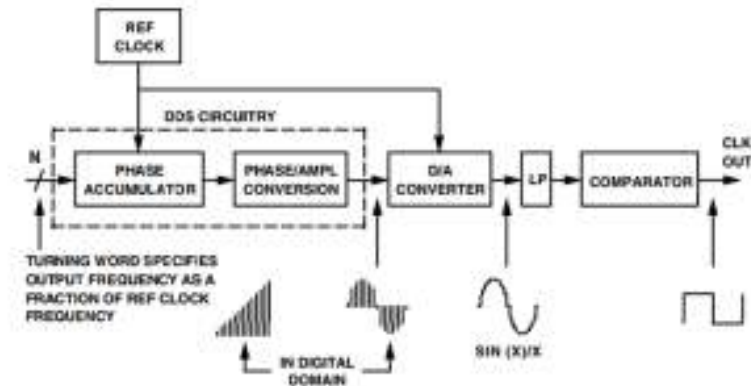 REF
CLOCK
DDS CIRCUITRY
N
PHASE
ACCUMULATOR
PHASE/AMPL
CONVERSION
D/A
CONVERTER
LP
COMPARATOR
CLK
OUT
TURNING WORD SPECIFIES
OUTPUT FREQUENCY AS A
FRACTION OF REF CLOCK
FREQUENCY
IN DIGITAL
DOMAIN
SIN (X)/X